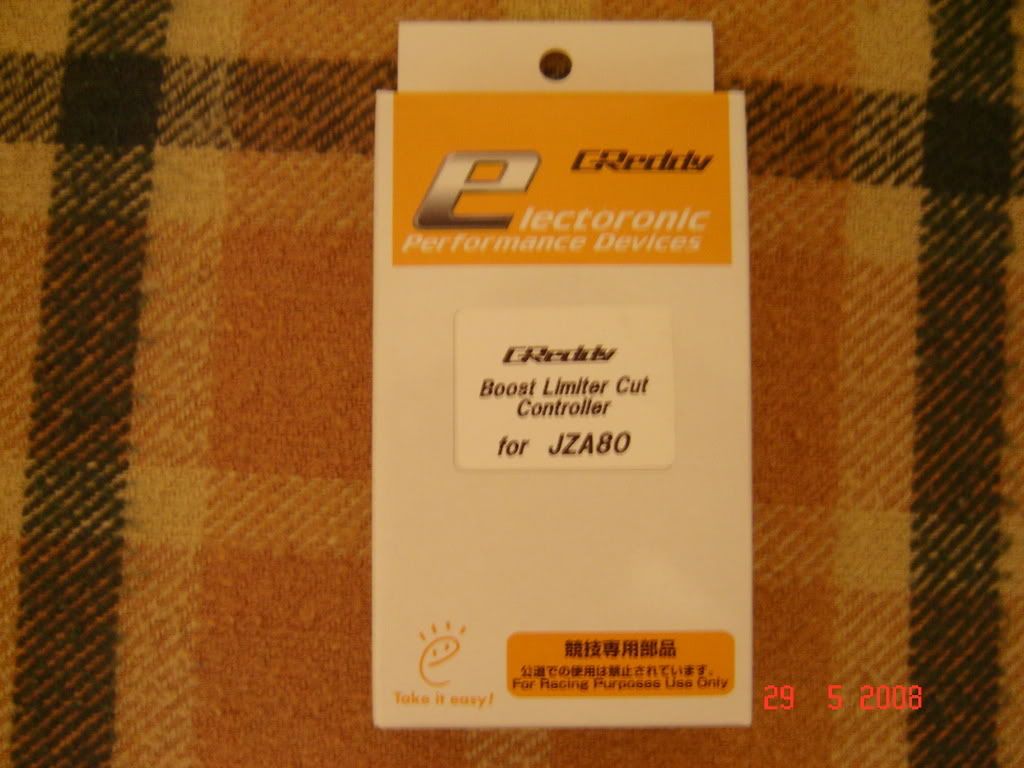 GReddy
electoronic
Performance Devices
GReddy
Boost Limiter Cut
Controller
for JZA80
Take it easy!
競技専用部品
公道での使用は禁止されています。
For Racing Purposes Use Only
29 5 2008